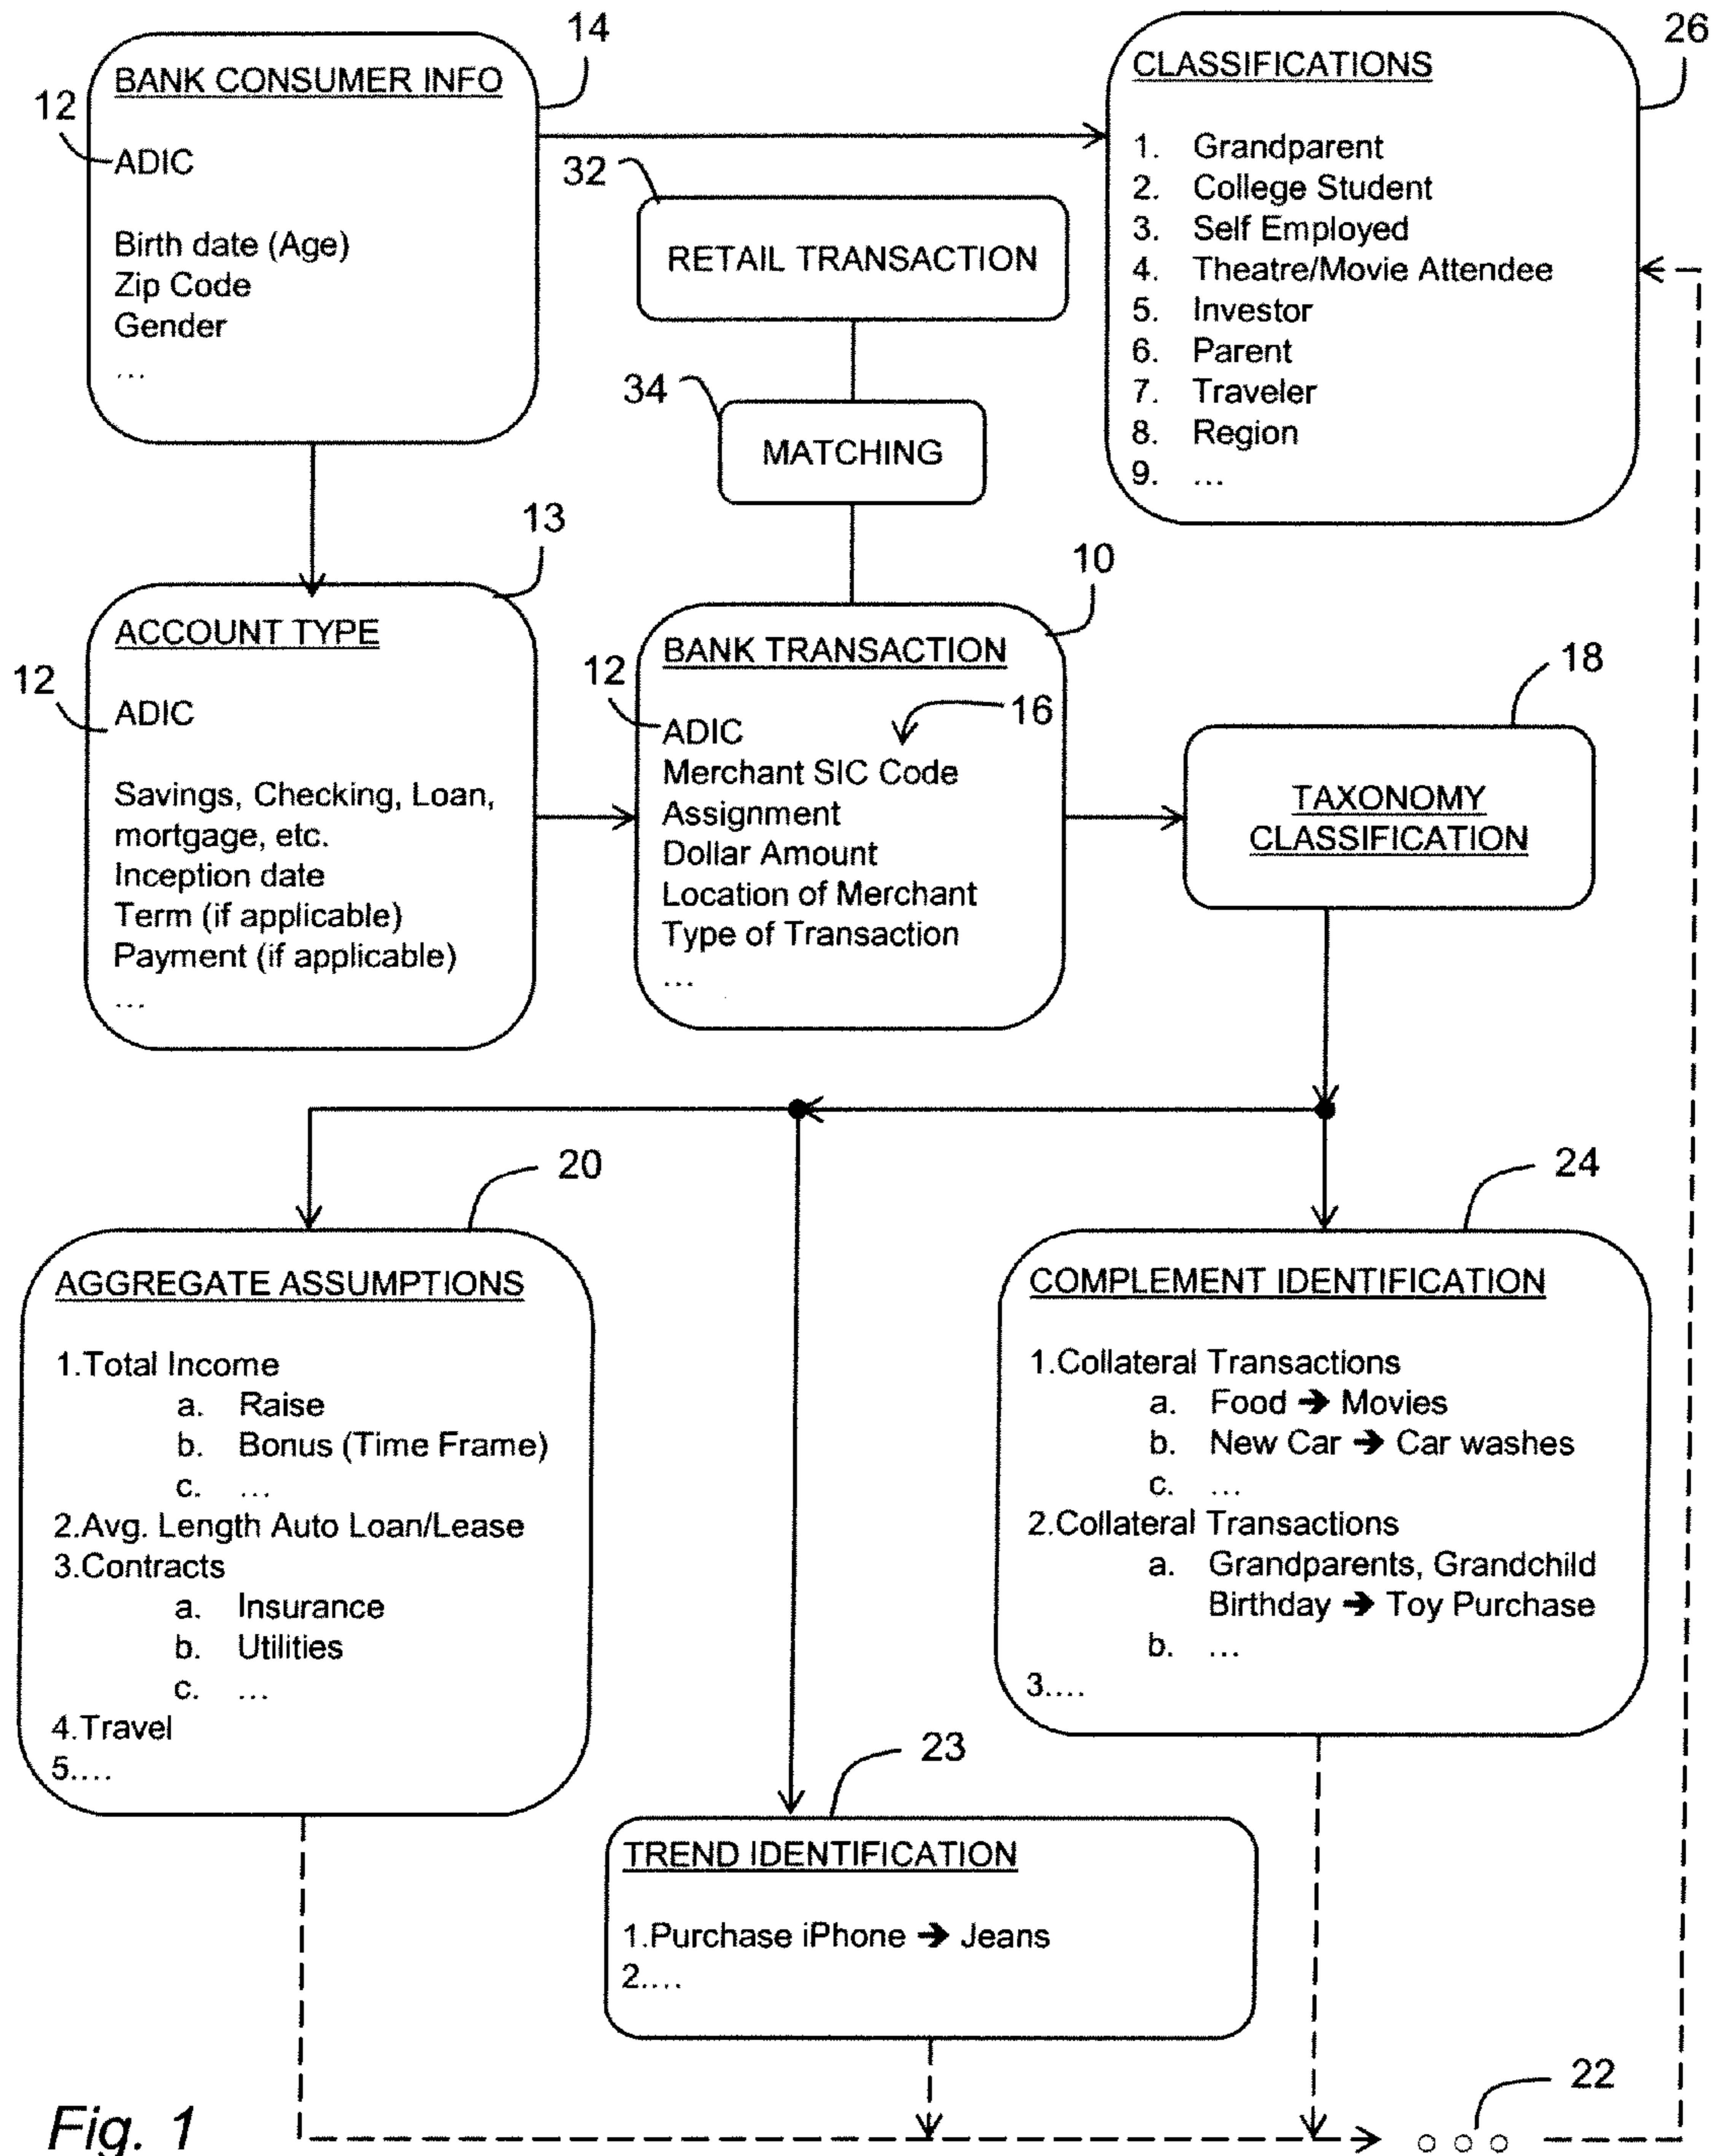 14
BANK CONSUMER INFO
12
ADIC
Birth date (Age)
Zip Code
Gender
...
26
CLASSIFICATIONS
1. Grandparent
2. College Student
3. Self Employed
4. Theatre/Movie Attendee
5. Investor
6. Parent
7. Traveler
8. Region
9. ...
32
RETAIL TRANSACTION
34
MATCHING
13
ACCOUNT TYPE
12
ADIC
Savings, Checking, Loan,
mortgage, etc.
Inception date
Term (if applicable)
Payment (if applicable)
...
10
BANK TRANSACTION
12
ADIC
16
Merchant SIC Code
Assignment
Dollar Amount
Location of Merchant
Type of Transaction
...
18
TAXONOMY
CLASSIFICATION
20
AGGREGATE ASSUMPTIONS
1.Total Income
a. Raise
b. Bonus (Time Frame)
c. ...
2.Avg. Length Auto Loan/Lease
3.Contracts
a. Insurance
b. Utilities
c. ...
4.Travel
5....
24
COMPLEMENT IDENTIFICATION
1.Collateral Transactions
a. Food ➔ Movies
b. New Car ➔ Car washes
c. ...
2.Collateral Transactions
a. Grandparents, Grandchild
Birthday ➔ Toy Purchase
b. ...
3....
23
TREND IDENTIFICATION
1.Purchase iPhone ➔ Jeans
2....
22
Fig. 1